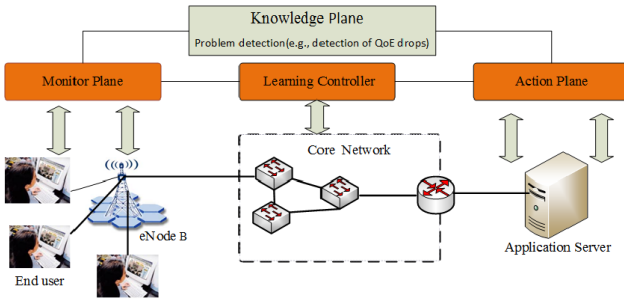 Knowledge Plane
Problem detection(e.g., detection of QoE drops)
Monitor Plane
Learning Controller
Action Plane
Core Network
eNode B
End user
Application Server